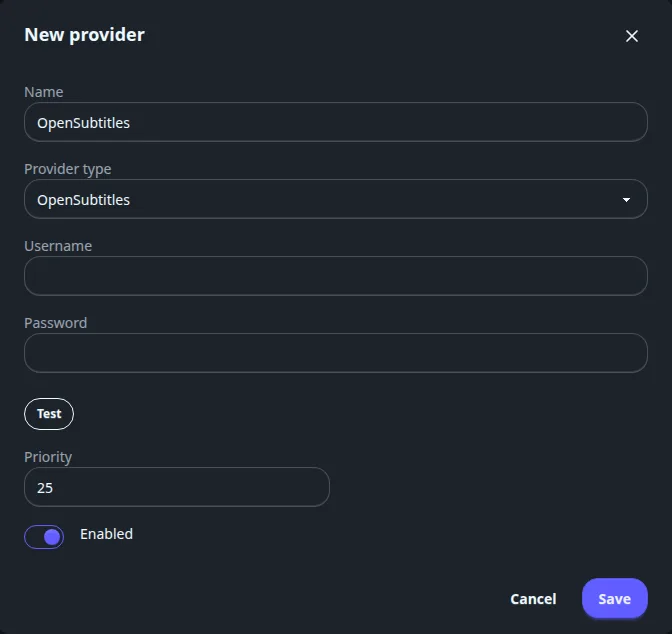 New provider
Name
OpenSubtitles
Provider type
OpenSubtitles
Username
Password
Test
Priority
25
Enabled
Cancel Save